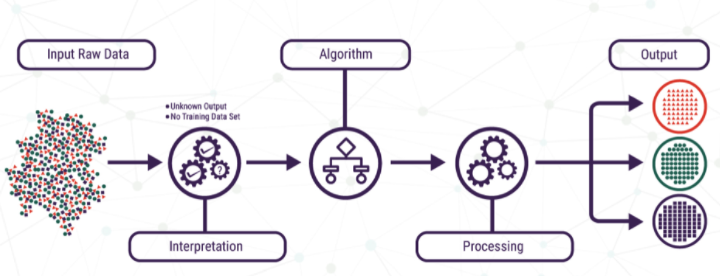 Input Raw Data
Algorithm
Output
• Unknown Output
• No Training Data Set
?
Interpretation
Processing